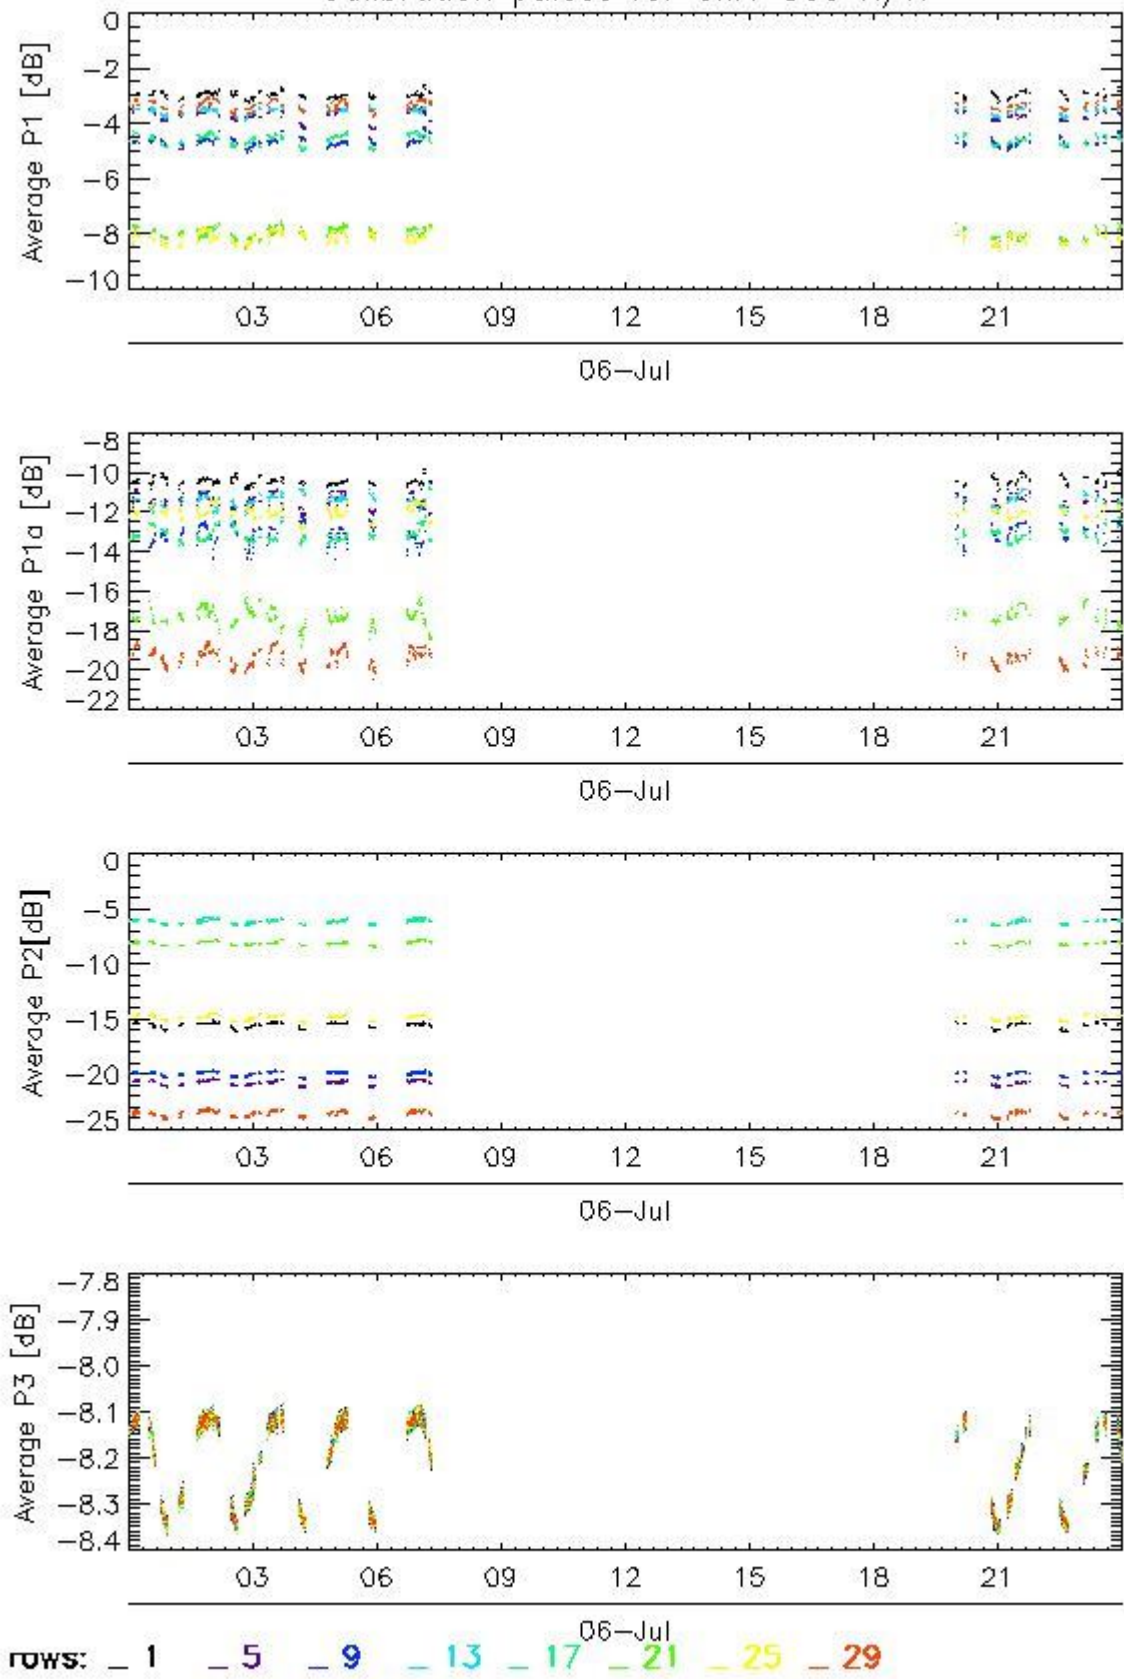 0
-2
-4
-6
-8
-10
Average P1 [dB]
03 06 09 12 15 18 21
06-Jul
-8
-10
-12
-14
-16
-18
-20
-22
Average P1a [dB]
03 06 09 12 15 18 21
06-Jul
0
-5
-10
-15
-20
-25
Average P2[dB]
03 06 09 12 15 18 21
06-Jul
-7.8
-7.9
-8.0
-8.1
-8.2
-8.3
-8.4
Average P3 [dB]
03 06 09 12 15 18 21
06-Jul
rows: _ 1 _ 5 _ 9 _ 13 _ 17 _ 21 _ 25 _ 29